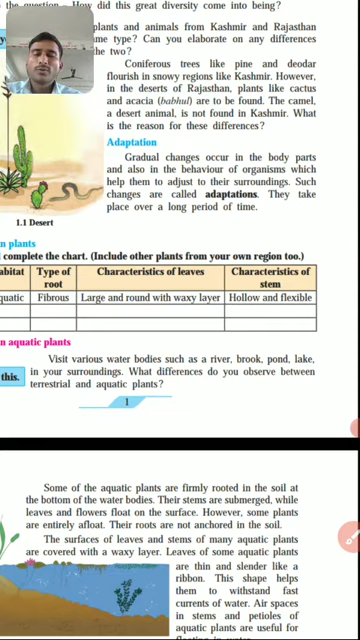 the question – How did this great diversity come into being?
plants and animals from Kashmir and Rajasthan
me type? Can you elaborate on any differences
he two?
Coniferous trees like pine and deodar
flourish in snowy regions like Kashmir. However,
in the deserts of Rajasthan, plants like cactus
and acacia (babhul) are to be found. The camel,
a desert animal, is not found in Kashmir. What
is the reason for these differences?
Adaptation
Gradual changes occur in the body parts
and also in the behaviour of organisms which
help them to adjust to their surroundings. Such
changes are called adaptations. They take
place over a long period of time.
1.1 Desert
n plants
complete the chart. (Include other plants from your own region too.)
abitat Type of root Characteristics of leaves Characteristics of stem
quatic Fibrous Large and round with waxy layer Hollow and flexible
n aquatic plants
Visit various water bodies such as a river, brook, pond, lake,
this. in your surroundings. What differences do you observe between
terrestrial and aquatic plants?
1
Some of the aquatic plants are firmly rooted in the soil at
the bottom of the water bodies. Their stems are submerged, while
leaves and flowers float on the surface. However, some plants
are entirely afloat. Their roots are not anchored in the soil.
The surfaces of leaves and stems of many aquatic plants
are covered with a waxy layer. Leaves of some aquatic plants
are thin and slender like a
ribbon. This shape helps
them to withstand fast
currents of water. Air spaces
in stems and petioles of
aquatic plants are useful for